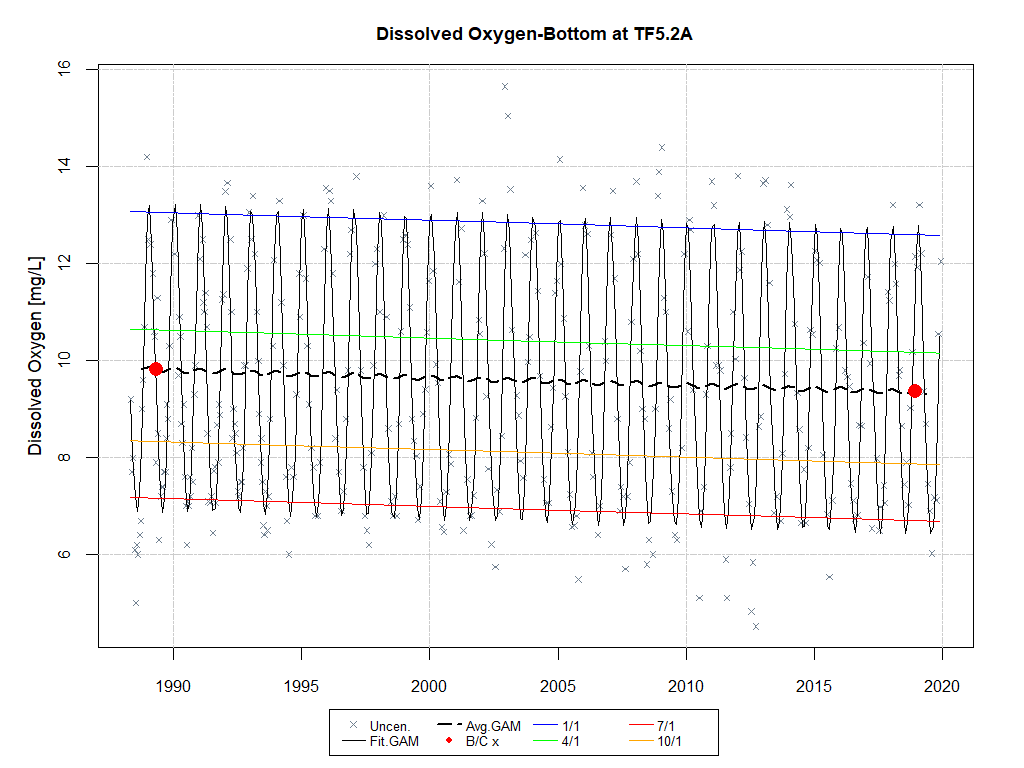 Dissolved Oxygen-Bottom at TF5.2A
Dissolved Oxygen [mg/L]
16
14
12
10
8
6
1990 1995 2000 2005 2010 2015 2020
Uncen. Avg.GAM 1/1 7/1
Fit.GAM B/C x 4/1 10/1